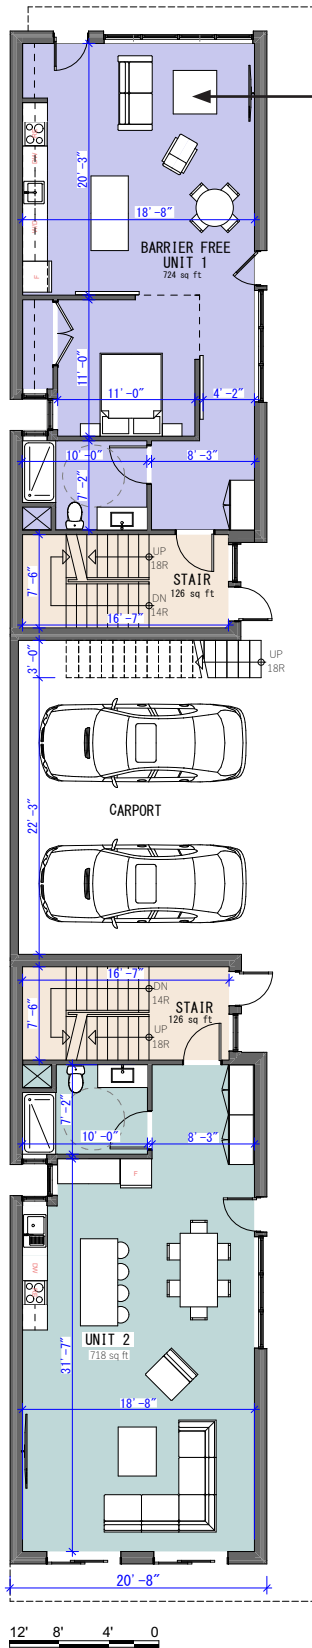 20'-3"
18'-8"
BARRIER FREE
UNIT 1
724 sq ft
F
11'-0"
11'-0"
4'-2"
10'-0"
8'-3"
7'-2"
UP
18R
STAIR
126 sq ft
7'-6"
DN
14R
16'-7"
UP
18R
3'-0"
22'-3"
CARPORT
16'-7"
DN
14R
STAIR
126 sq ft
7'-6"
UP
18R
7'-2"
10'-0"
8'-3"
F
DW
UNIT 2
718 sq ft
31'-7"
18'-8"
20'-8"
12' 8' 4' 0